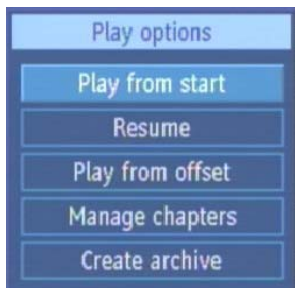 Play options
Play from start
Resume
Play from offset
Manage chapters
Create archive